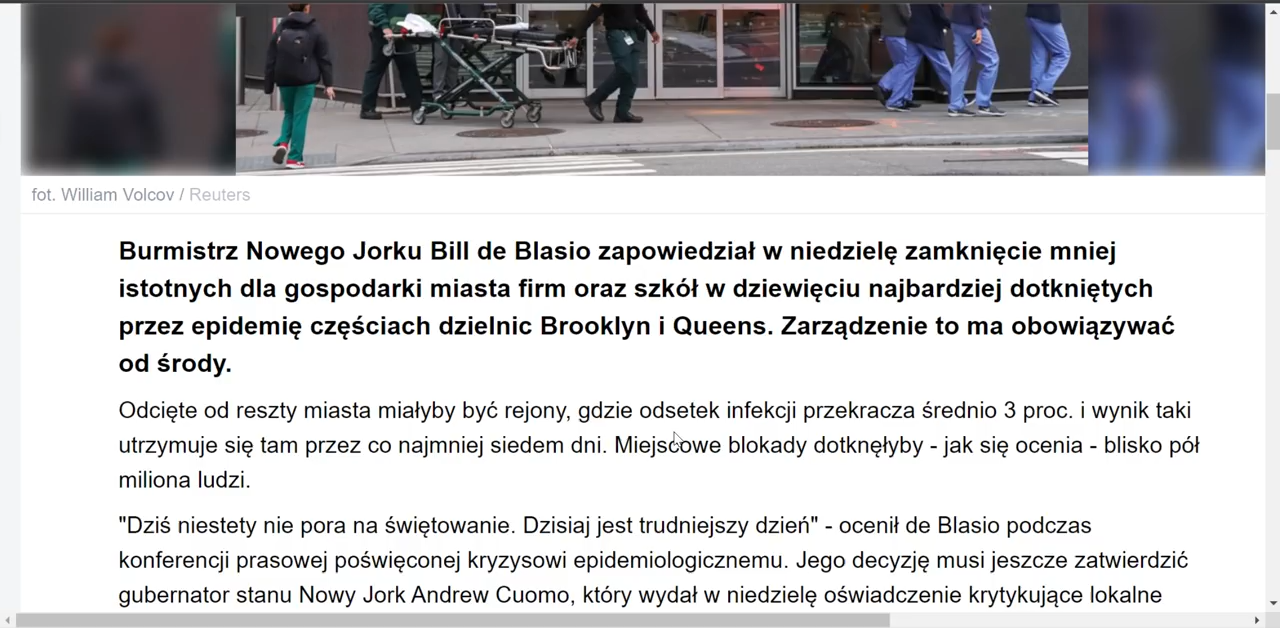 fot. William Volcov / Reuters
Burmistrz Nowego Jorku Bill de Blasio zapowiedział w niedzielę zamknięcie mniej
istotnych dla gospodarki miasta firm oraz szkół w dziewięciu najbardziej dotkniętych
przez epidemię częściach dzielnic Brooklyn i Queens. Zarządzenie to ma obowiązywać
od środy.
Odcięte od reszty miasta miałyby być rejony, gdzie odsetek infekcji przekracza średnio 3 proc. i wynik taki
utrzymuje się tam przez co najmniej siedem dni. Miejscowe blokady dotknęłyby - jak się ocenia - blisko pół
miliona ludzi.
"Dziś niestety nie pora na świętowanie. Dzisiaj jest trudniejszy dzień" - ocenił de Blasio podczas
konferencji prasowej poświęconej kryzysowi epidemiologicznemu. Jego decyzję musi jeszcze zatwierdzić
gubernator stanu Nowy Jork Andrew Cuomo, który wydał w niedzielę oświadczenie krytykujące lokalne